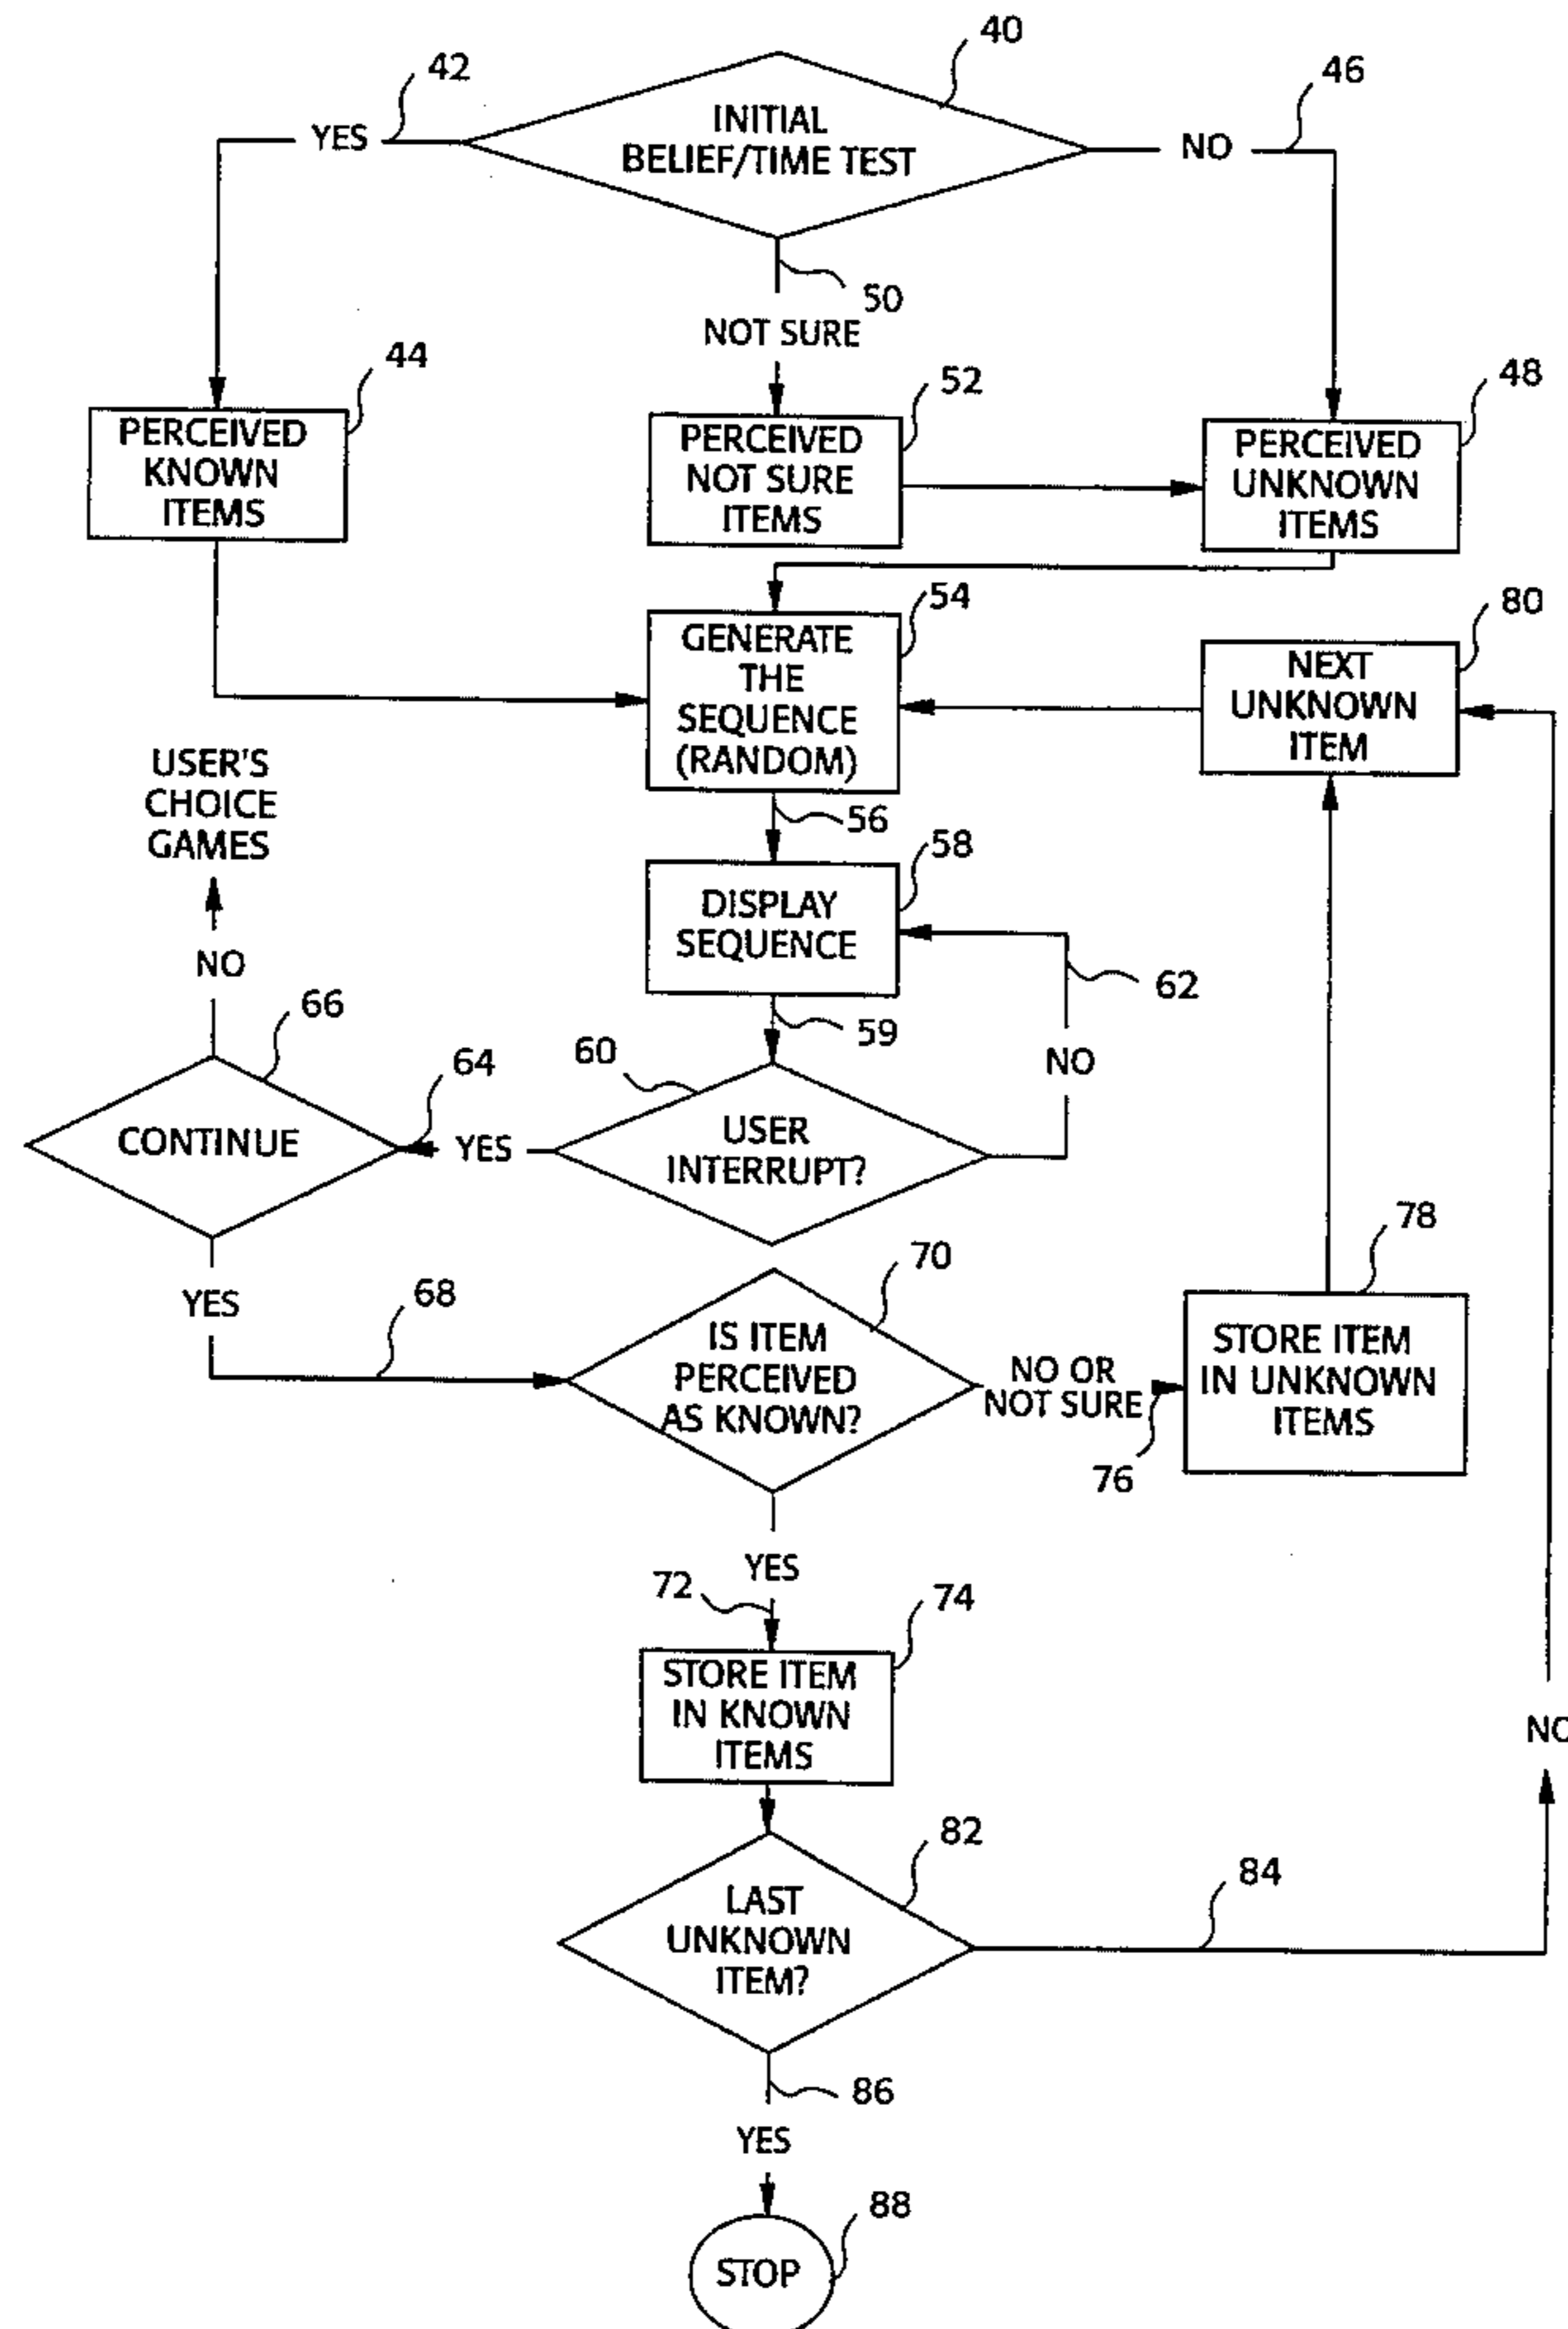 40
42
46
YES
INITIAL
BELIEF/TIME TEST
NO
50
NOT SURE
44
52
48
PERCEIVED
KNOWN
ITEMS
PERCEIVED
NOT SURE
ITEMS
PERCEIVED
UNKNOWN
ITEMS
54
80
GENERATE
THE
SEQUENCE
(RANDOM)
NEXT
UNKNOWN
ITEM
USER'S
CHOICE
GAMES
56
58
DISPLAY
SEQUENCE
NO
62
66
59
60
64
NO
CONTINUE
YES
USER
INTERRUPT?
78
70
YES
68
IS ITEM
PERCEIVED
AS KNOWN?
NO OR
NOT SURE
STORE ITEM
IN UNKNOWN
ITEMS
76
YES
72
74
STORE ITEM
IN KNOWN
ITEMS
NO
82
84
LAST
UNKNOWN
ITEM?
86
YES
88
STOP